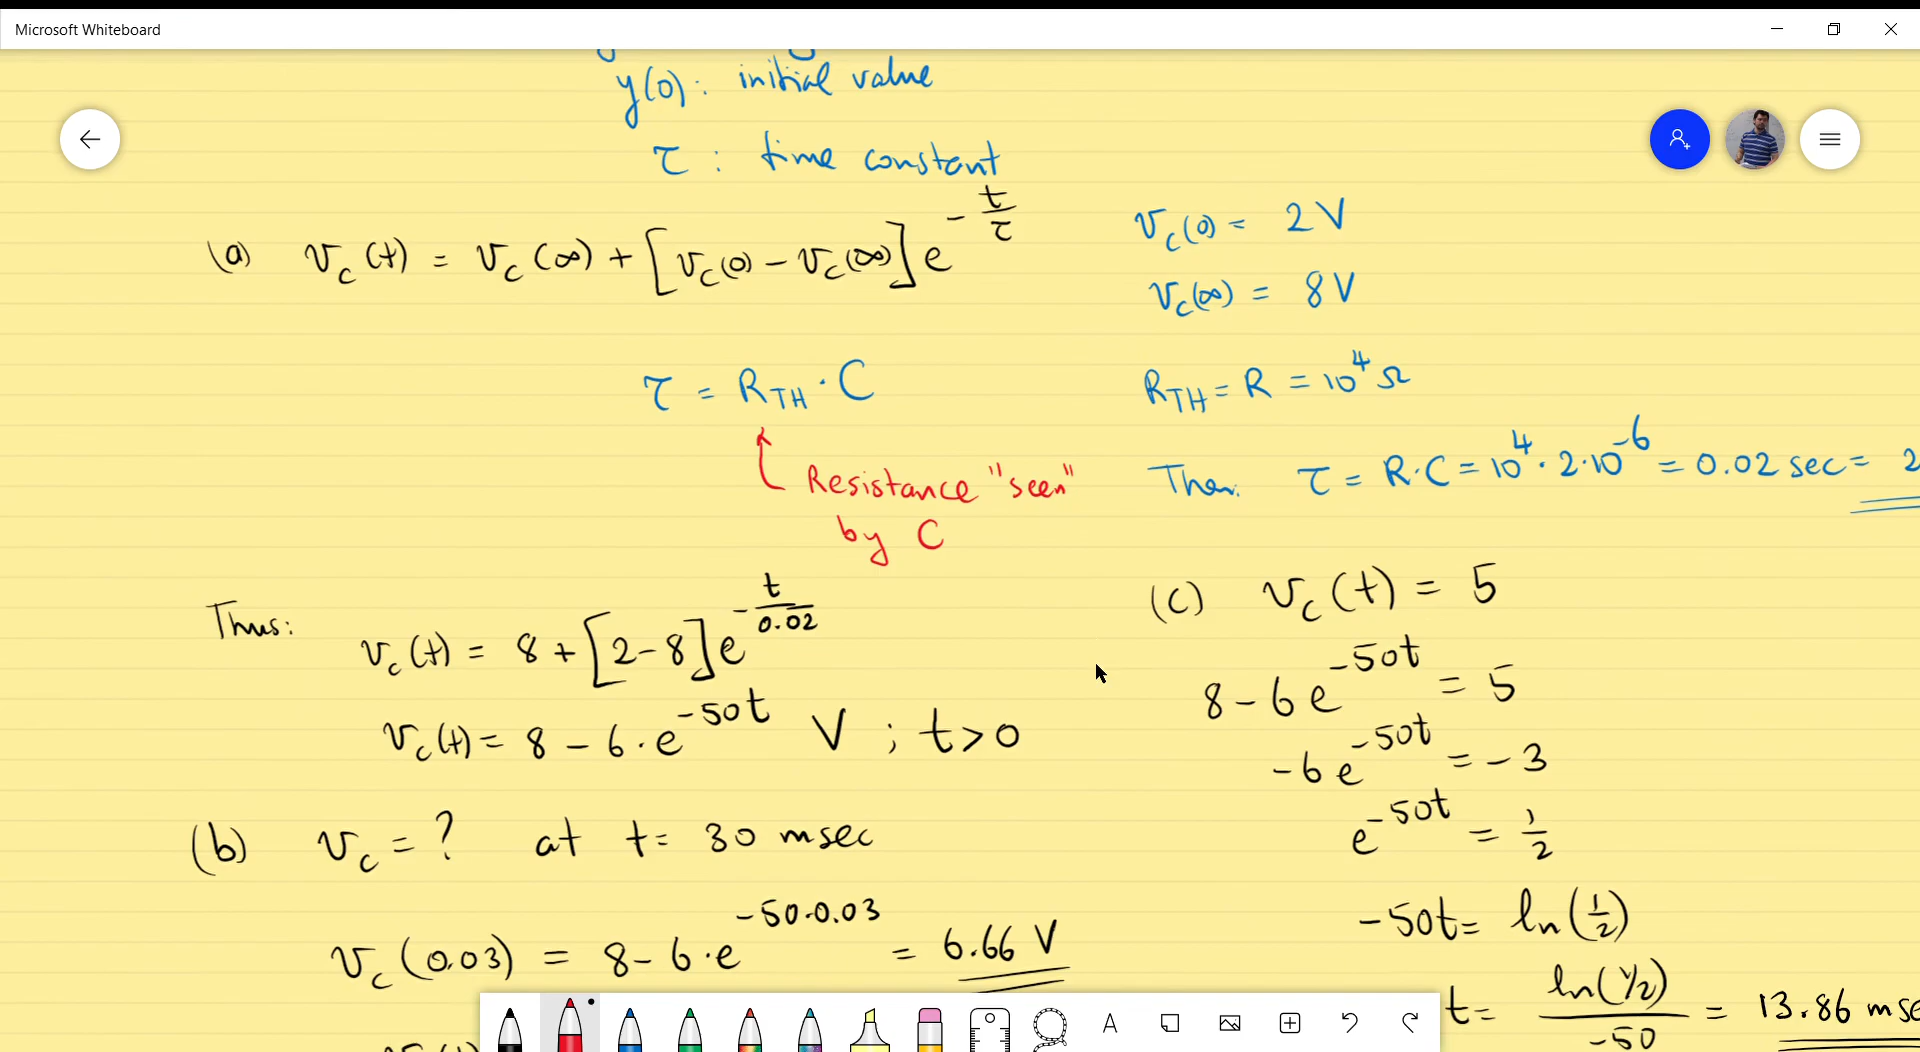 Microsoft Whiteboard
y(0): initial value
τ : time constant
(a) v_c(t) = v_c(∞) + [v_c(0) - v_c(∞)] e^(-t/τ)
v_c(0) = 2V
v_c(∞) = 8V
τ = R_TH · C
R_TH = R = 10^4 Ω
Resistance "seen"
by C
Then: τ = R·C = 10^4 · 2·10^-6 = 0.02 sec = 2
Thus:
v_c(t) = 8 + [2-8] e^(-t/0.02)
v_c(t) = 8 - 6 · e^(-50t) V ; t>0
(b) v_c = ? at t = 30 msec
v_c(0.03) = 8 - 6·e^(-50·0.03) = 6.66 V
(c) v_c(t) = 5
8 - 6e^(-50t) = 5
-6e^(-50t) = -3
e^(-50t) = 1/2
-50t = ln(1/2)
t = ln(1/2)/-50 = 13.86 mse
A